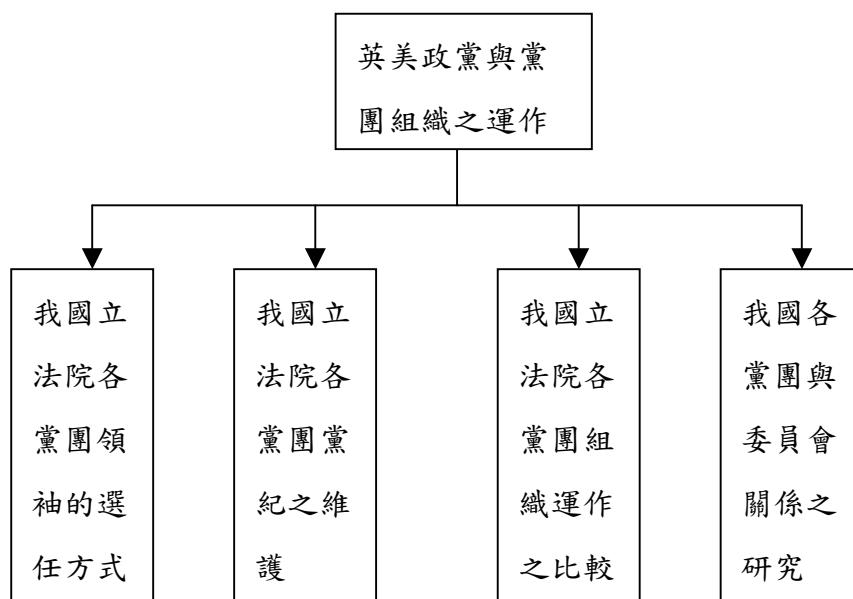 英美政黨與黨
團組織之運作
我國立
法院各
黨團領
袖的選
任方式
我國立
法院各
黨團黨
紀之維
護
我國立
法院各
黨團組
織運作
之比較
我國各
黨團與
委員會
關係之
研究